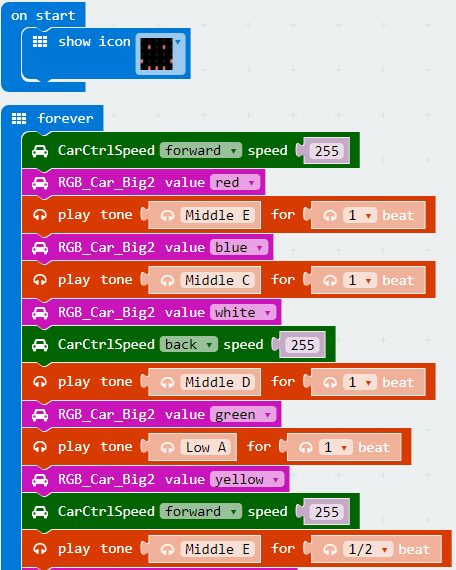 on start
show icon
forever
CarCtrlSpeed forward speed 255
RGB_Car_Big2 value red
play tone Middle E for 1 beat
RGB_Car_Big2 value blue
play tone Middle C for 1 beat
RGB_Car_Big2 value white
CarCtrlSpeed back speed 255
play tone Middle D for 1 beat
RGB_Car_Big2 value green
play tone Low A for 1 beat
RGB_Car_Big2 value yellow
CarCtrlSpeed forward speed 255
play tone Middle E for 1/2 beat